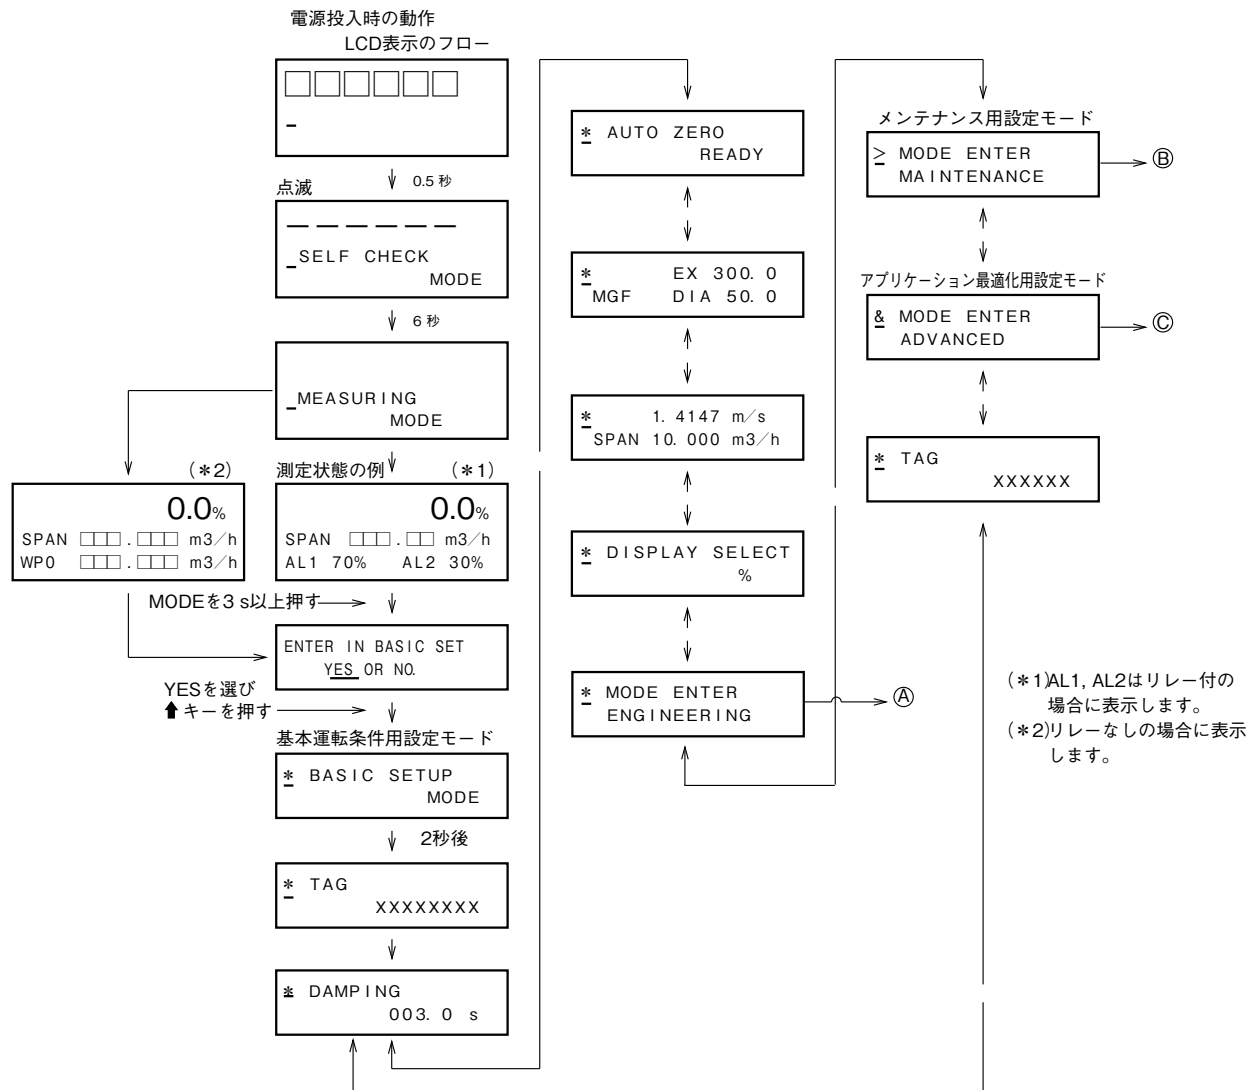 電源投入時の動作
LCD表示のフロー
□□□□□□
_
0.5 秒
点滅
— — — — — —
_SELF CHECK
MODE
6 秒
_MEASURING
MODE
(*2)
0.0%
SPAN □□□.□□□ m3/h
WP0 □□□.□□□ m3/h
測定状態の例 (*1)
0.0%
SPAN □□□.□□ m3/h
AL1 70% AL2 30%
MODEを3 s以上押す
ENTER IN BASIC SET
YES OR NO.
YESを選び
⬆キーを押す
基本運転条件用設定モード
* BASIC SETUP
MODE
2秒後
* TAG
XXXXXXXX
* DAMPING
003.0 s
* AUTO ZERO
READY
* EX 300.0
MGF DIA 50.0
* 1.4147 m/s
SPAN 10.000 m3/h
* DISPLAY SELECT
%
* MODE ENTER
ENGINEERING
Ⓐ
メンテナンス用設定モード
> MODE ENTER
MAINTENANCE
Ⓑ
アプリケーション最適化用設定モード
& MODE ENTER
ADVANCED
Ⓒ
* TAG
XXXXXX
(*1)AL1, AL2はリレー付の
場合に表示します。
(*2)リレーなしの場合に表示
します。